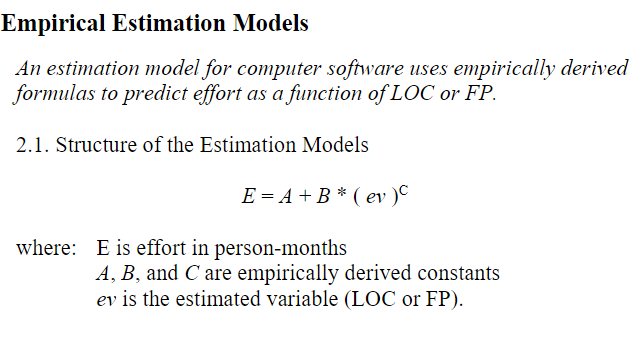 Empirical Estimation Models
An estimation model for computer software uses empirically derived
formulas to predict effort as a function of LOC or FP.
2.1. Structure of the Estimation Models
E = A + B * ( ev )^C
where: E is effort in person-months
A, B, and C are empirically derived constants
ev is the estimated variable (LOC or FP).